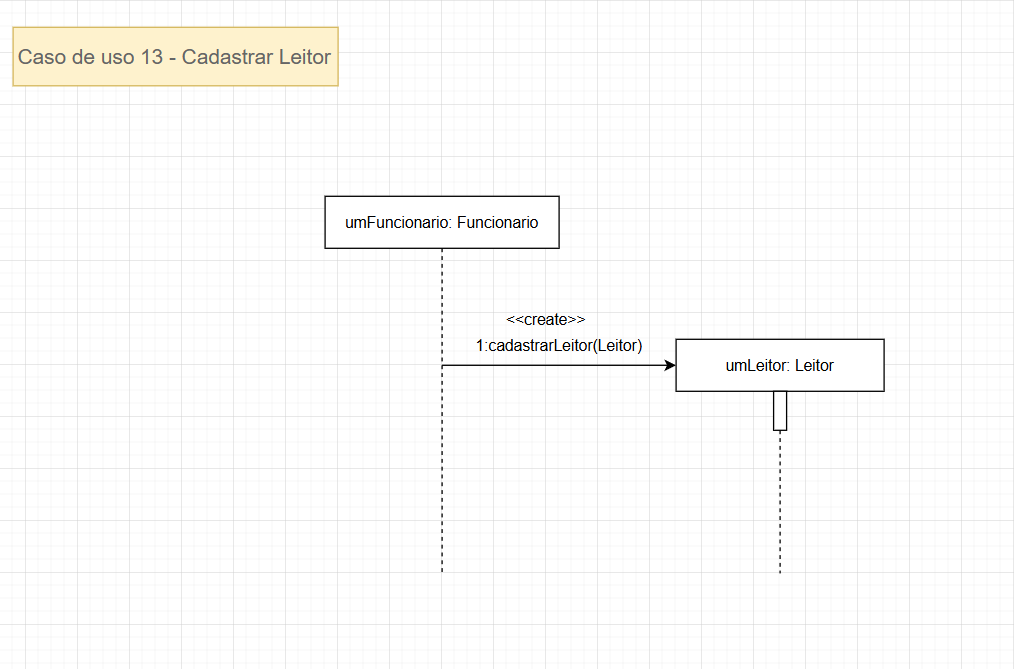 Caso de uso 13 - Cadastrar Leitor
umFuncionario: Funcionario
<<create>>
1:cadastrarLeitor(Leitor)
umLeitor: Leitor